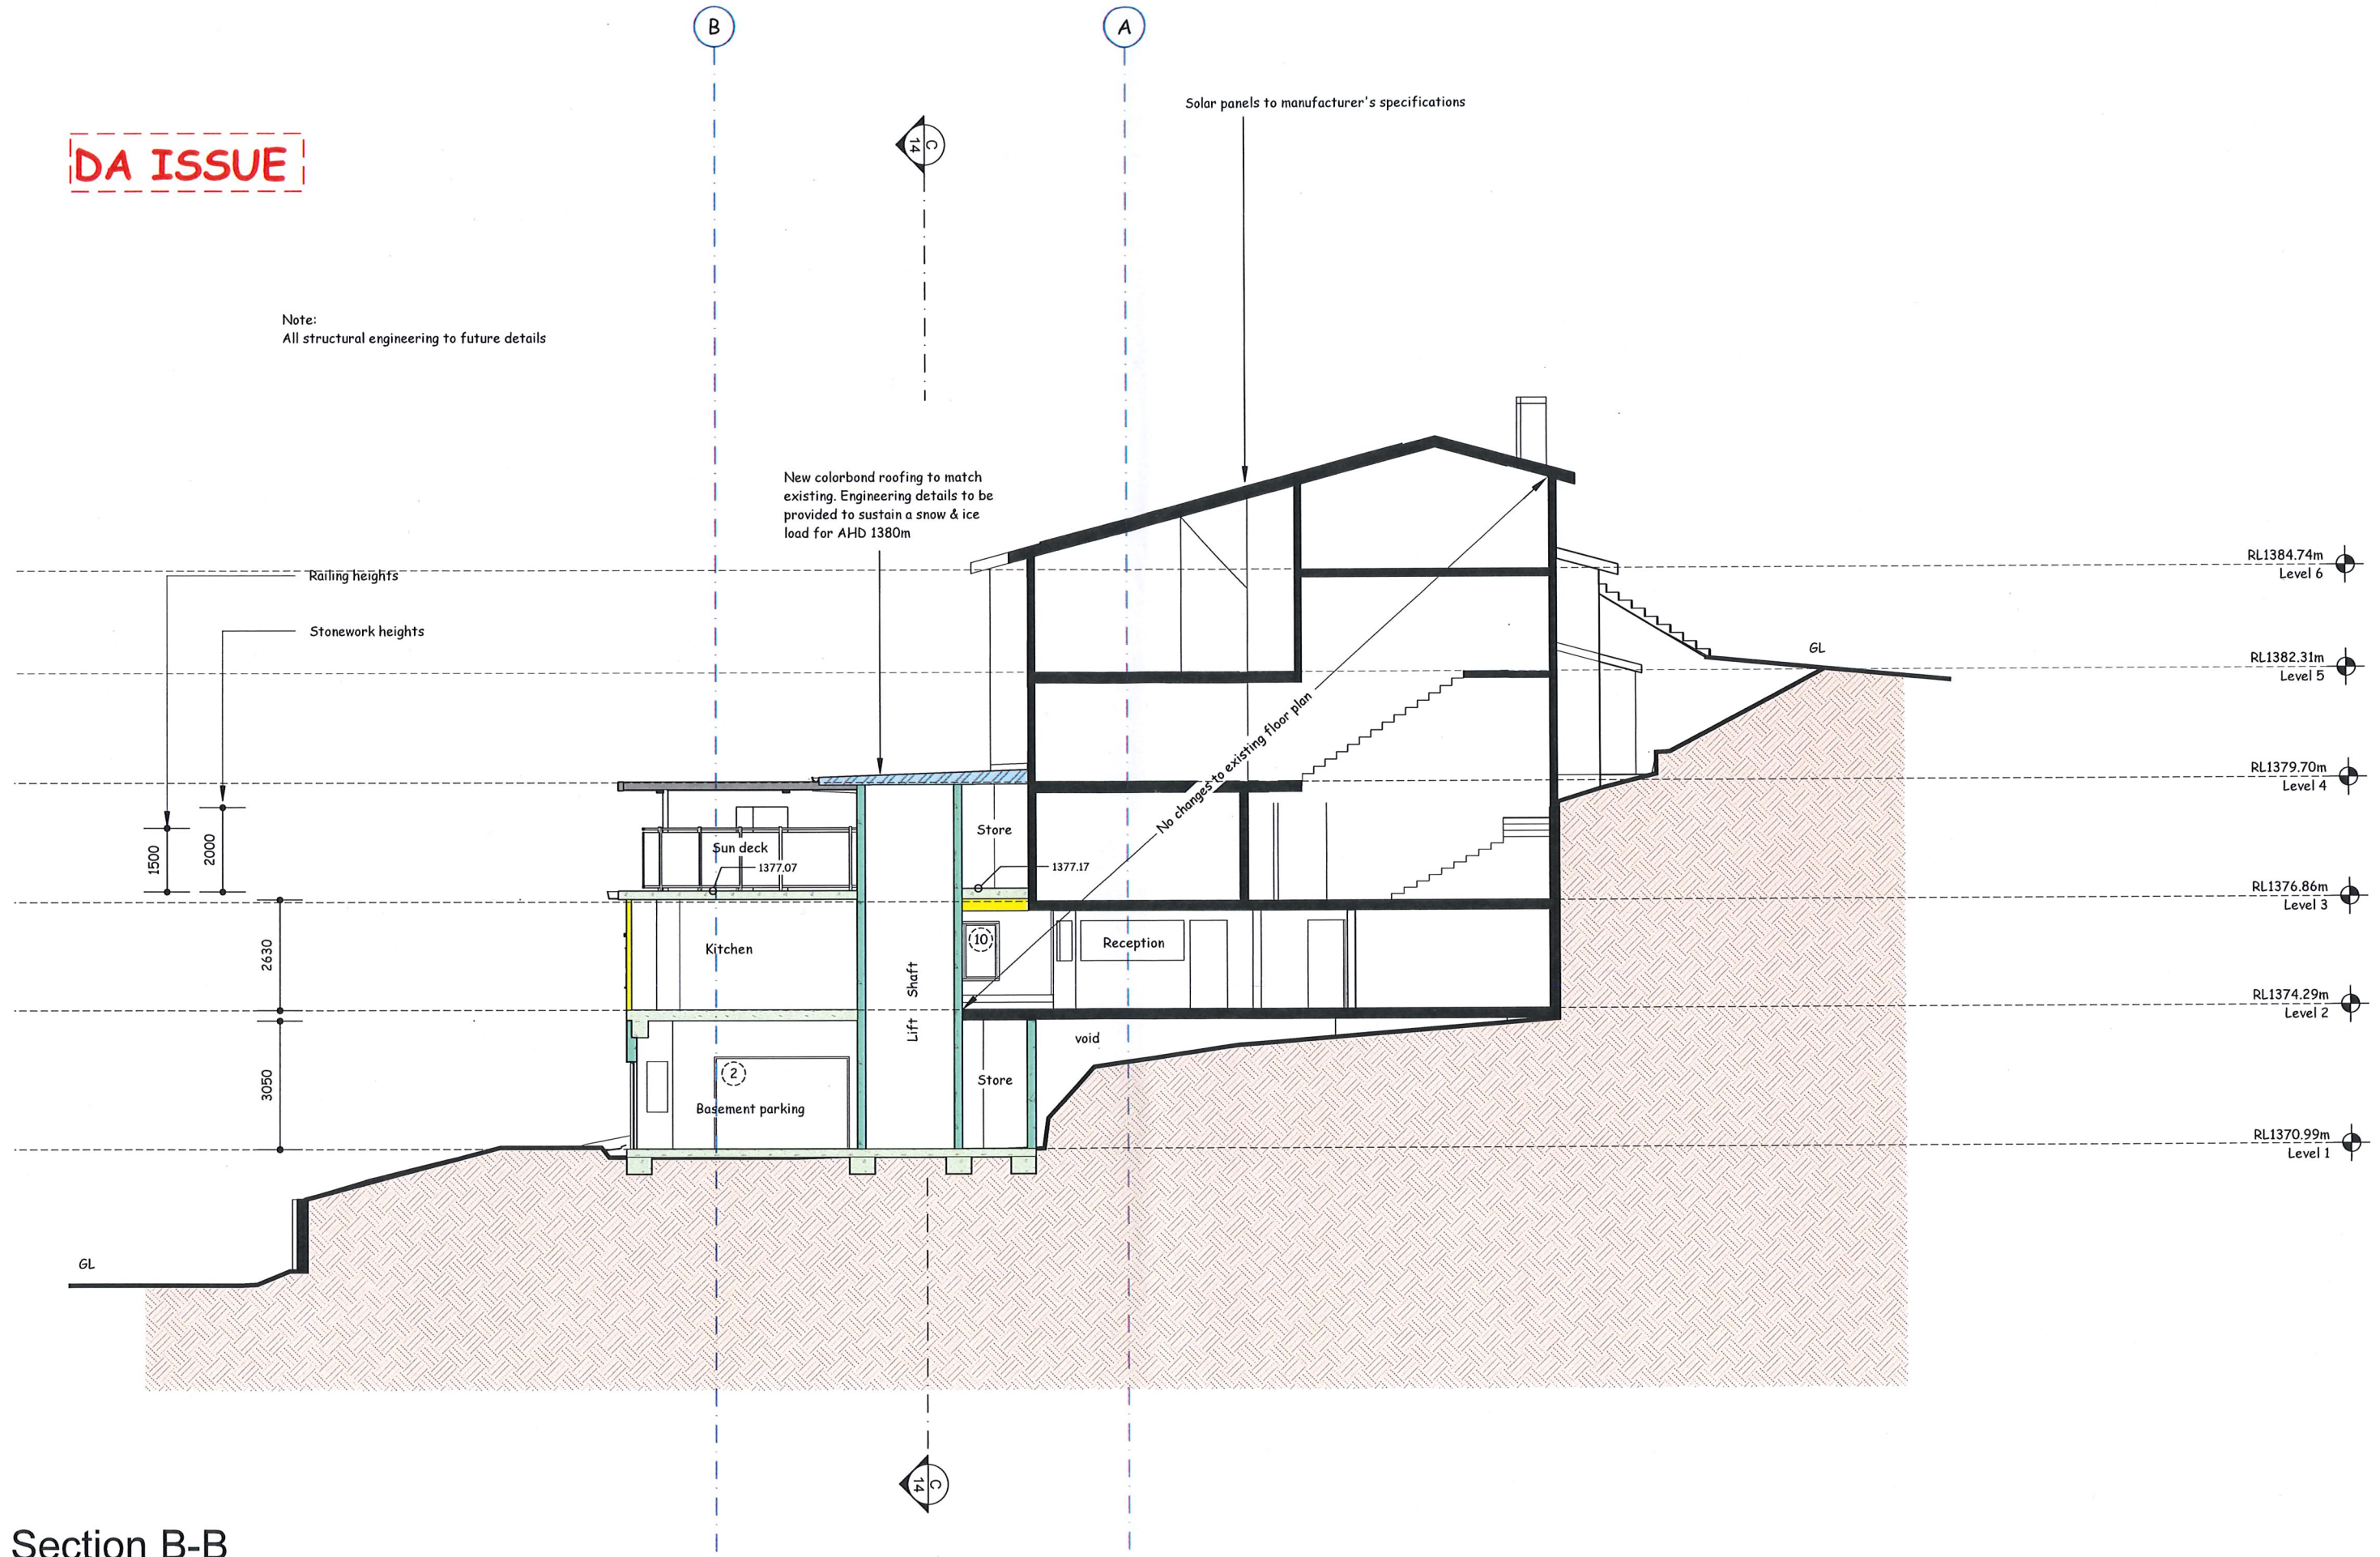 B
A
Solar panels to manufacturer's specifications
C
14
DA ISSUE
Note:
All structural engineering to future details
New colorbond roofing to match
existing. Engineering details to be
provided to sustain a snow & ice
load for AHD 1380m
RL1384.74m
Level 6
Railing heights
Stonework heights
GL
RL1382.31m
Level 5
No changes to existing floor plan
RL1379.70m
Level 4
1500
2000
Store
Sun deck
1377.07
1377.17
RL1376.86m
Level 3
2630
Kitchen
10
Reception
Lift Shaft
RL1374.29m
Level 2
void
3050
2
Store
Basement parking
RL1370.99m
Level 1
GL
C
14
Section B-B